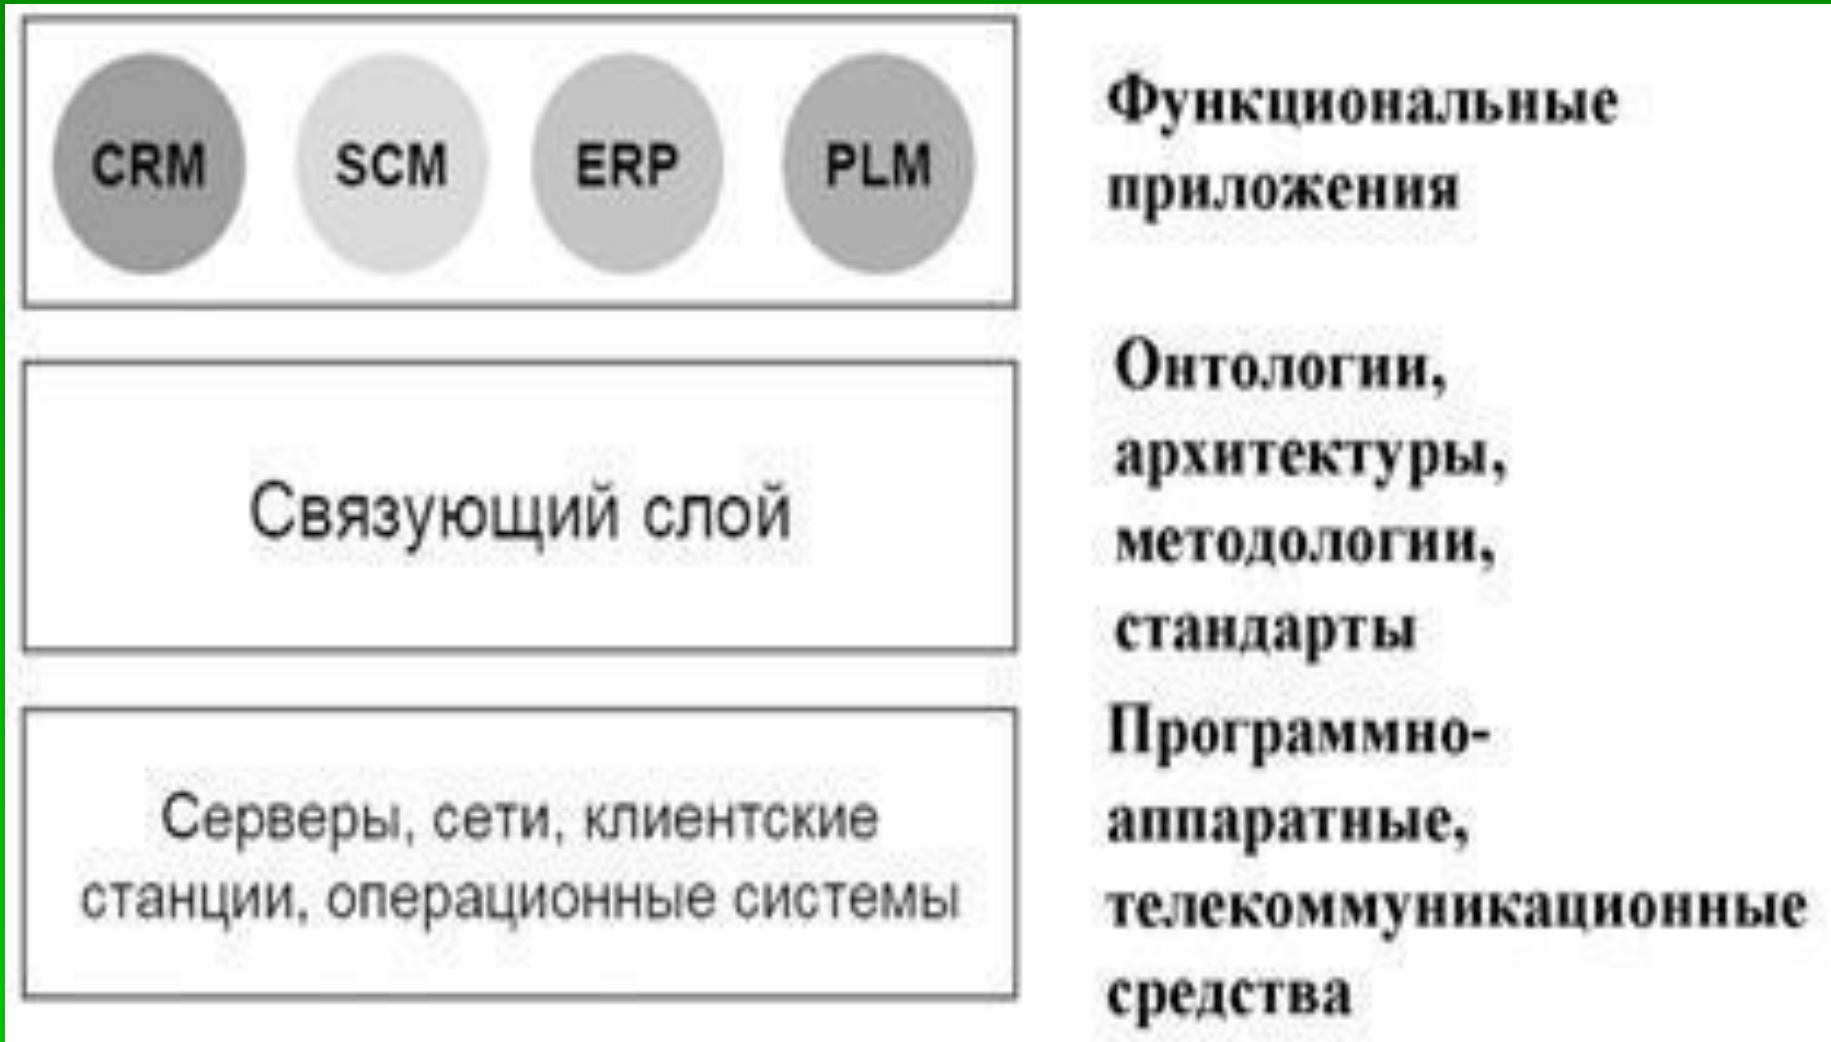 CRM SCM ERP PLM
Функциональные
приложения
Связующий слой
Онтологии,
архитектуры,
методологии,
стандарты
Серверы, сети, клиентские
станции, операционные системы
Программно-
аппаратные,
телекоммуникационные
средства